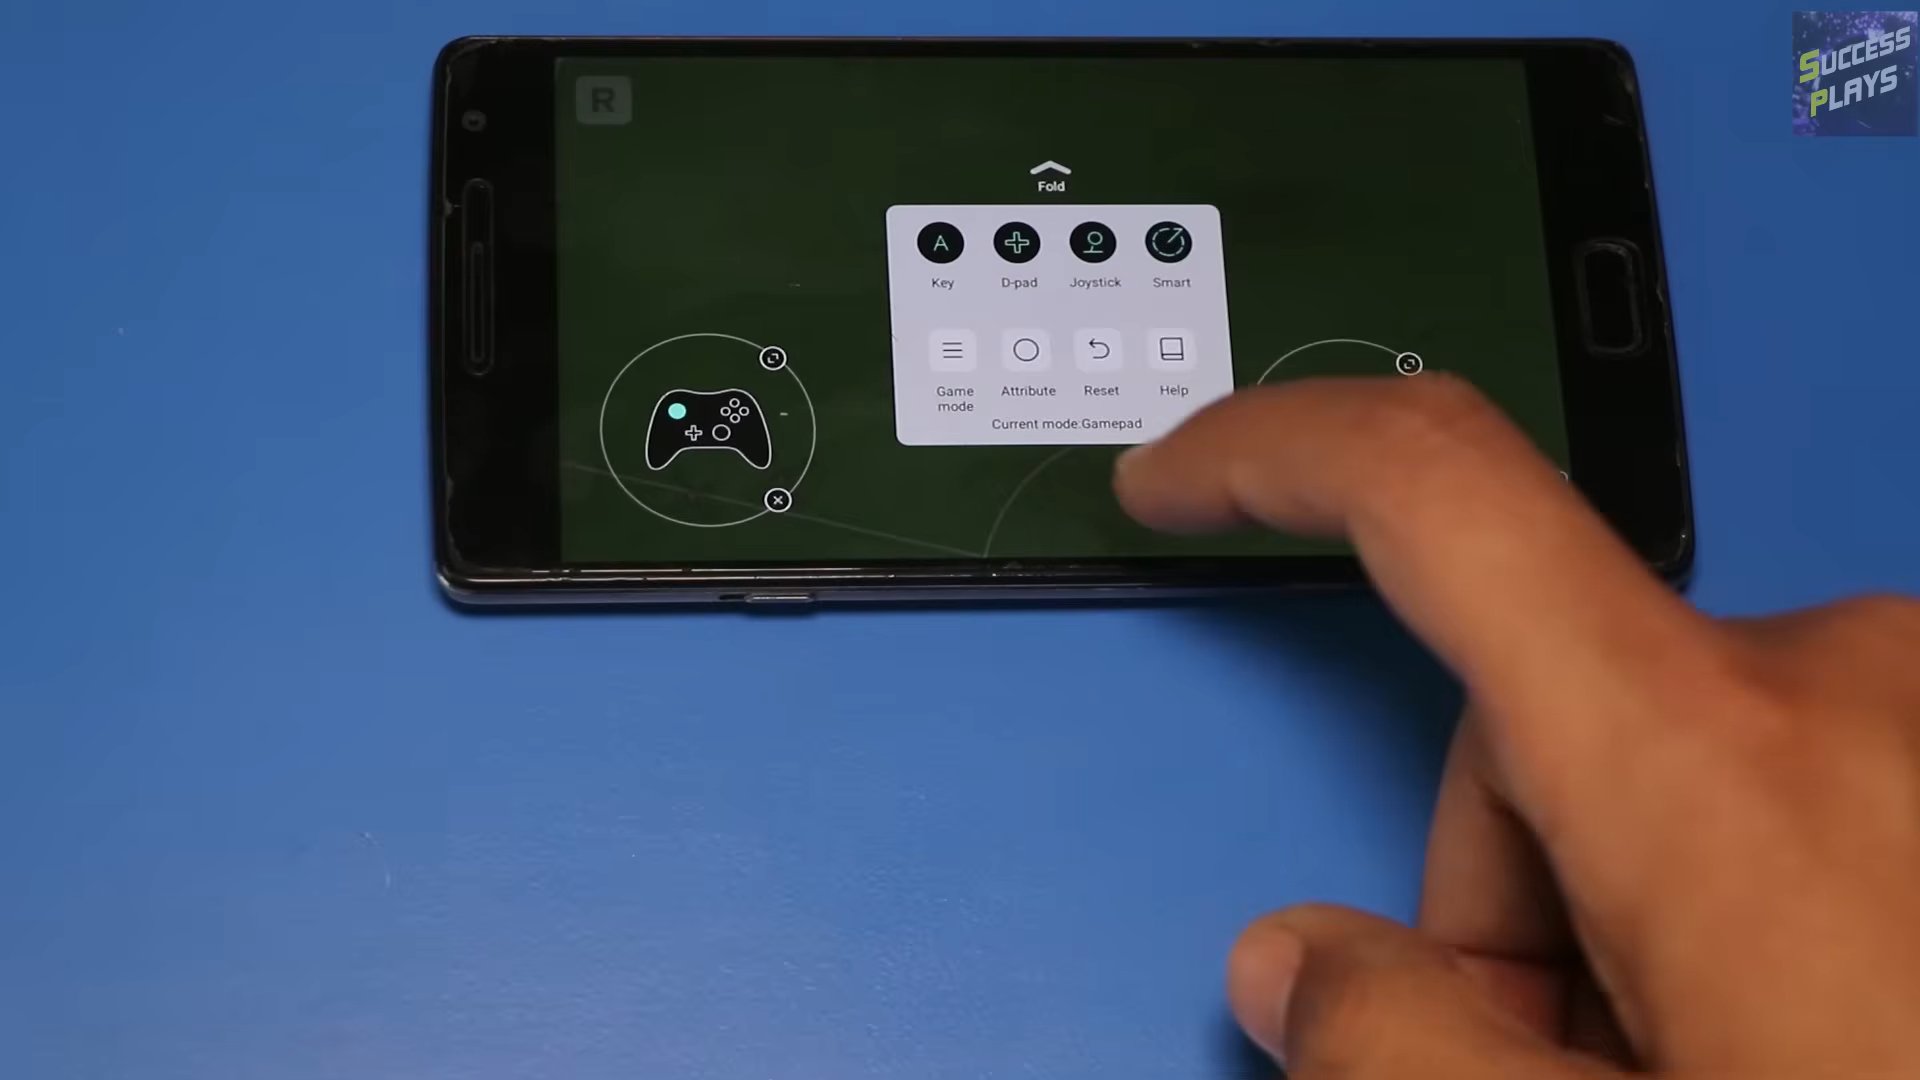 SUCCESS
PLAYS
R
Fold
A
Key D-pad Joystick Smart
Game mode Attribute Reset Help
Current mode:Gamepad